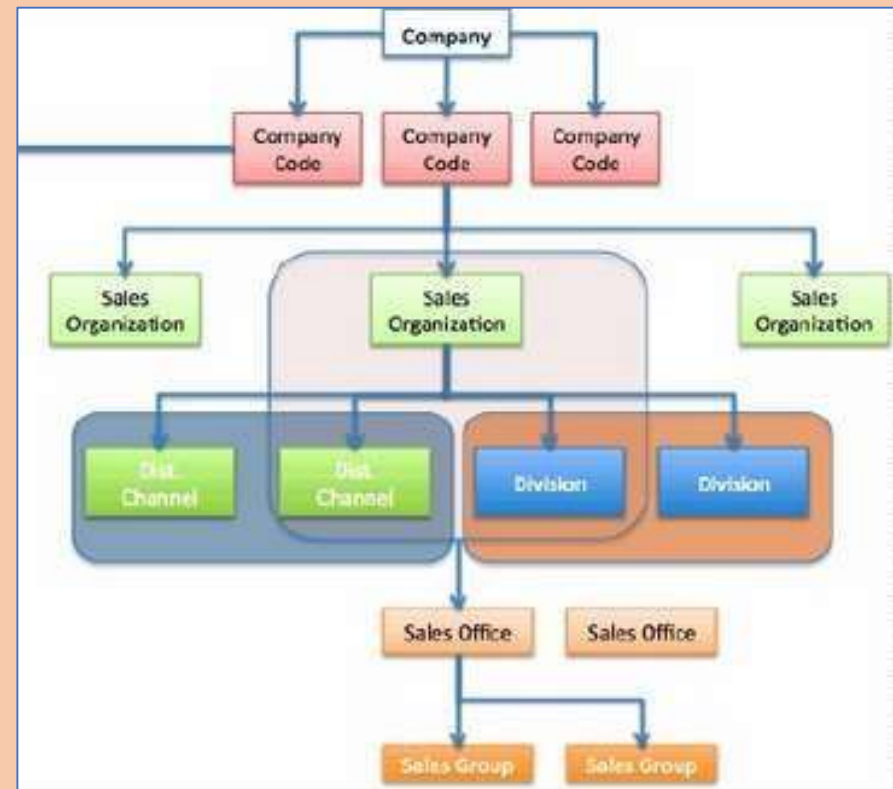 Company
Company Company Company
Code Code Code
Sales Sales Sales
Organization Organization Organization
Dist. Dist. Division Division
Channel Channel
Sales Office Sales Office
Sales Group Sales Group